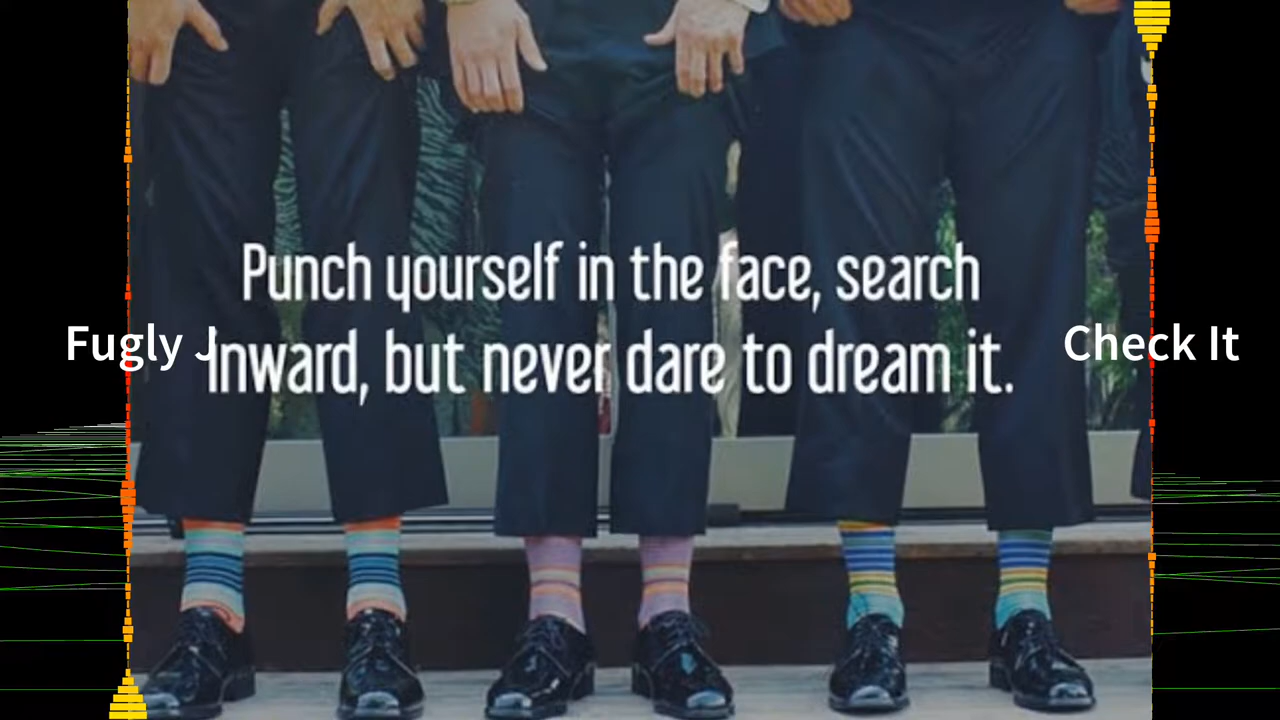 Punch yourself in the face, search
Inward, but never dare to dream it.
Fugly J
Check It